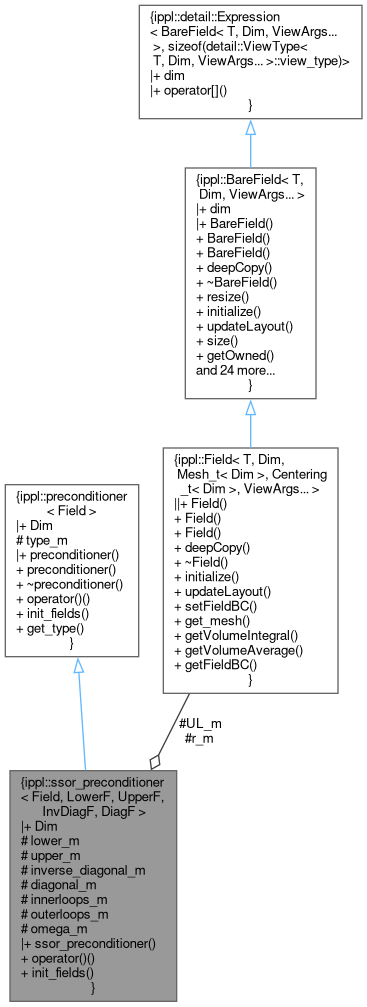 {ippl::detail::Expression
< BareField< T, Dim, ViewArgs...
>, sizeof(detail::ViewType<
T, Dim, ViewArgs... >::view_type)>
|+ dim
|+ operator[]()
}
{ippl::BareField< T,
Dim, ViewArgs... >
|+ dim
|+ BareField()
+ BareField()
+ BareField()
+ deepCopy()
+ ~BareField()
+ resize()
+ initialize()
+ updateLayout()
+ size()
+ getOwned()
and 24 more...
}
{ippl::Field< T, Dim,
Mesh_t< Dim >, Centering
_t< Dim >, ViewArgs... >
||+ Field()
+ Field()
+ Field()
+ deepCopy()
+ ~Field()
+ initialize()
+ updateLayout()
+ setFieldBC()
+ get_mesh()
+ getVolumeIntegral()
+ getVolumeAverage()
+ getFieldBC()
}
{ippl::preconditioner
< Field >
|+ Dim
# type_m
|+ preconditioner()
+ preconditioner()
+ ~preconditioner()
+ operator()()
+ init_fields()
+ get_type()
}
#UL_m
#r_m
{ippl::ssor_preconditioner
< Field, LowerF, UpperF,
InvDiagF, DiagF >
|+ Dim
# lower_m
# upper_m
# inverse_diagonal_m
# diagonal_m
# innerloops_m
# outerloops_m
# omega_m
|+ ssor_preconditioner()
+ operator()()
+ init_fields()
}